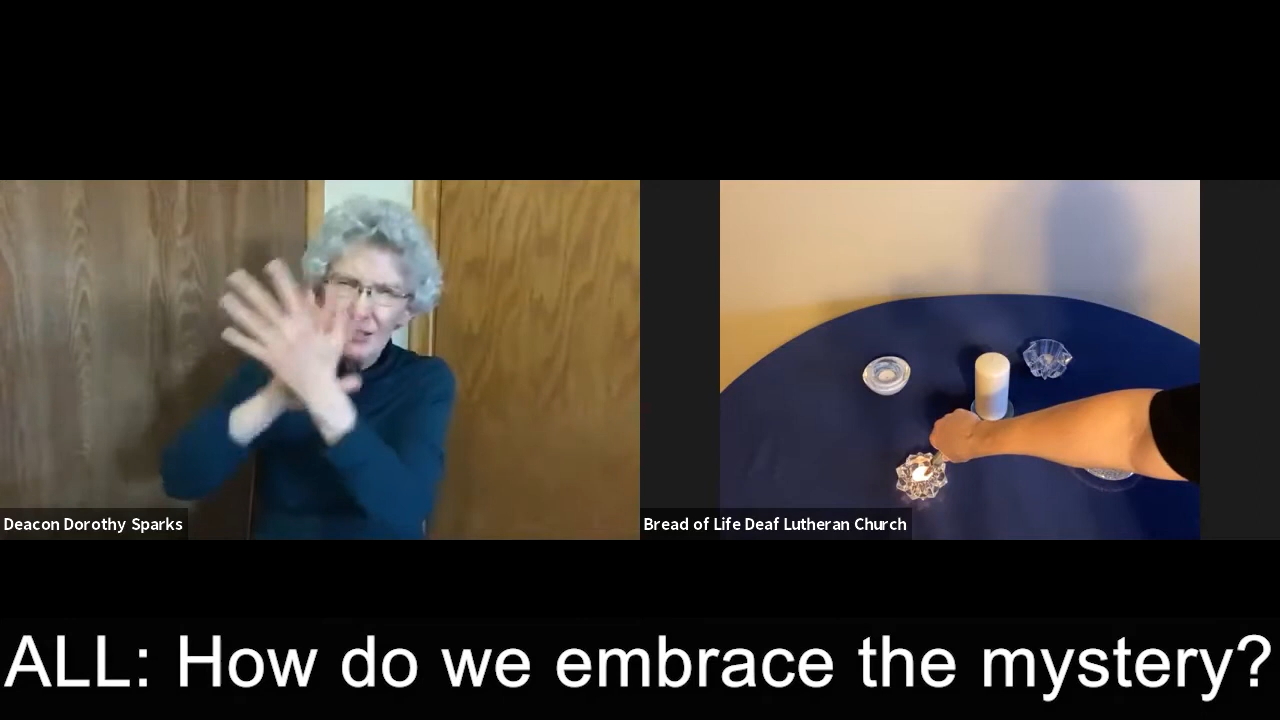 Deacon Dorothy Sparks
Bread of Life Deaf Lutheran Church
ALL: How do we embrace the mystery?